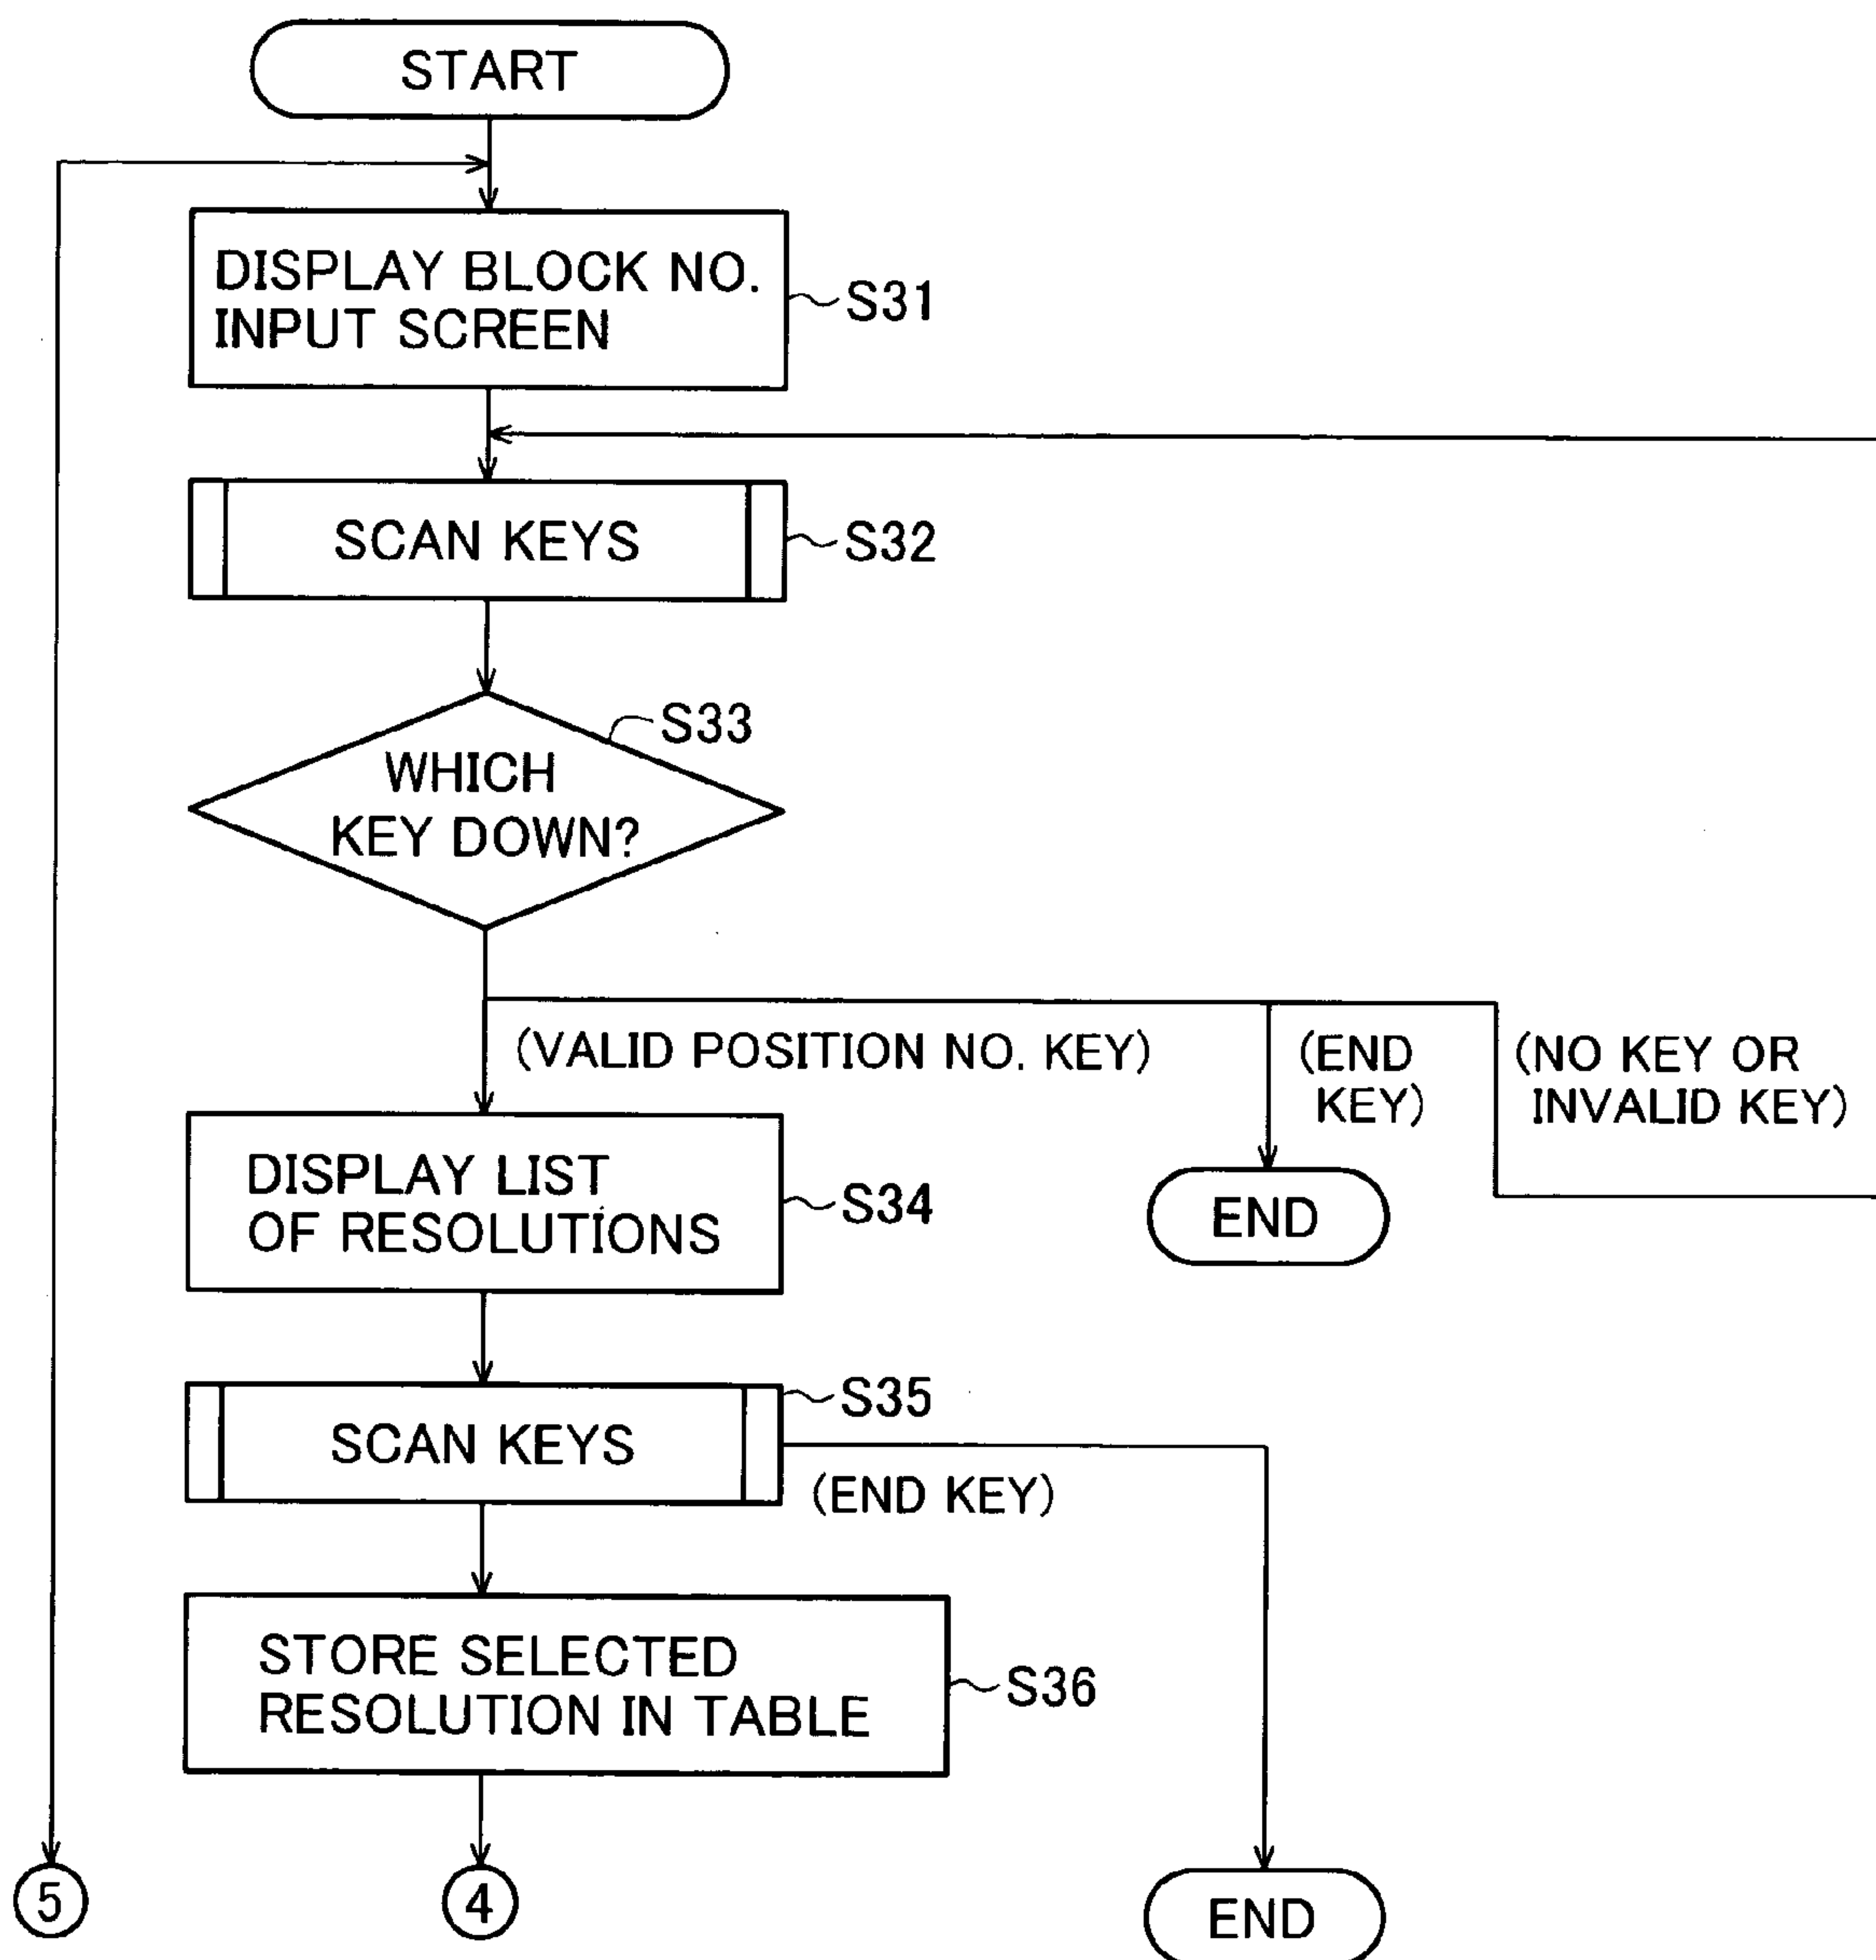 START
DISPLAY BLOCK NO.
INPUT SCREEN
S31
SCAN KEYS
S32
S33
WHICH
KEY DOWN?
(VALID POSITION NO. KEY)
(END
KEY)
(NO KEY OR
INVALID KEY)
DISPLAY LIST
OF RESOLUTIONS
S34
END
SCAN KEYS
S35
(END KEY)
STORE SELECTED
RESOLUTION IN TABLE
S36
5
4
END